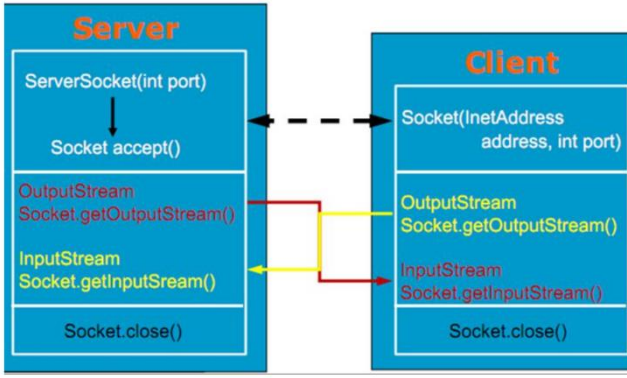 Server
ServerSocket(int port)
Socket accept()
OutputStream
Socket.getOutputStream()
InputStream
Socket.getInputSream()
Socket.close()
Client
Socket(InetAddress
address, int port)
OutputStream
Socket.getOutputStream()
InputStream
Socket.getInputStream()
Socket.close()